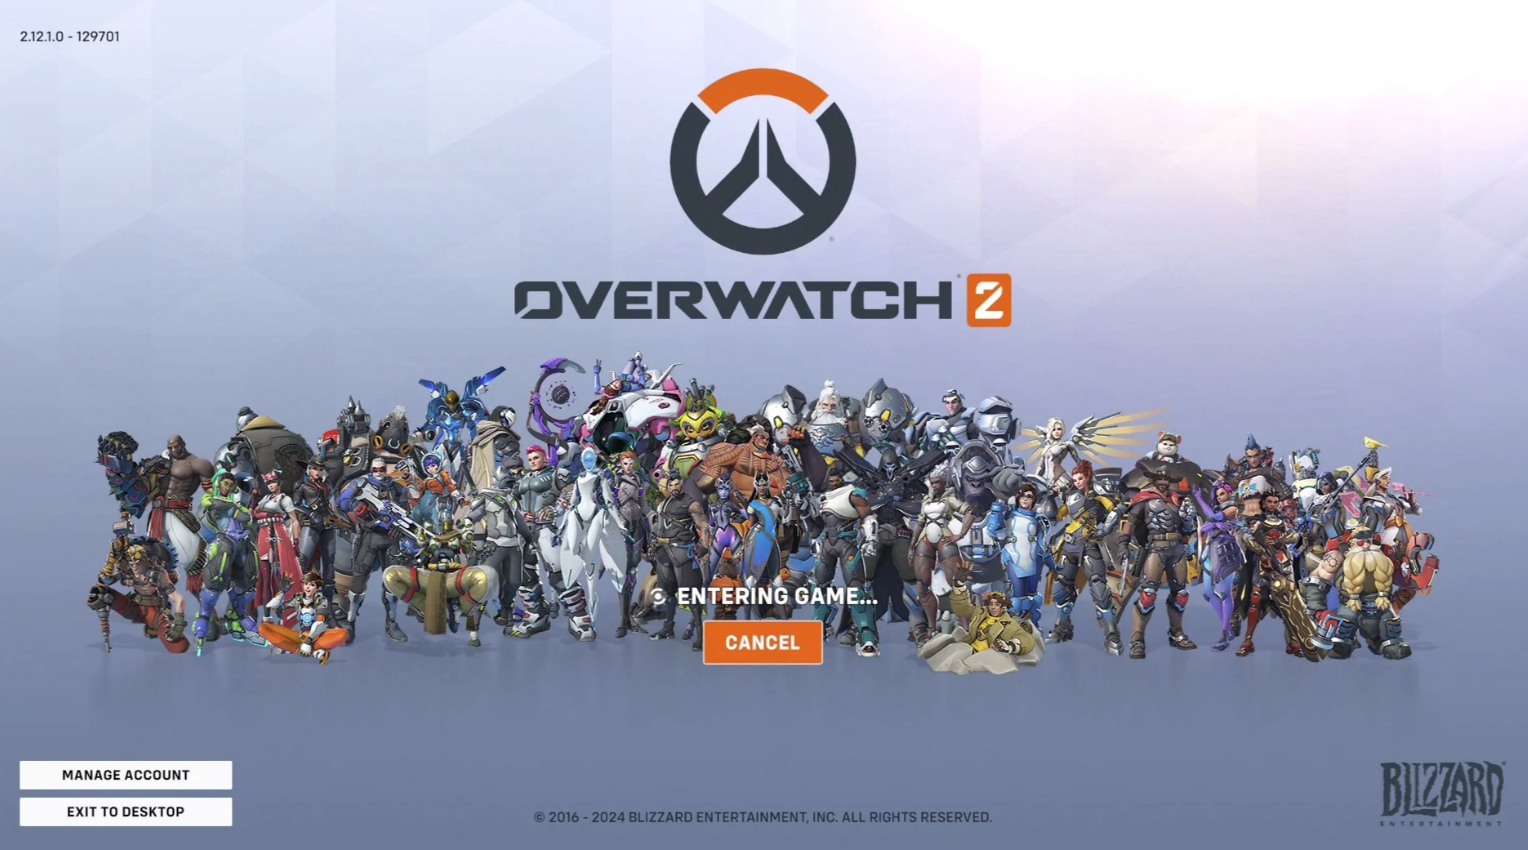 2.12.1.0 - 129701
OVERWATCH 2
ENTERING GAME...
CANCEL
MANAGE ACCOUNT
EXIT TO DESKTOP
© 2016 - 2024 BLIZZARD ENTERTAINMENT, INC. ALL RIGHTS RESERVED.
BLIZZARD
ENTERTAINMENT